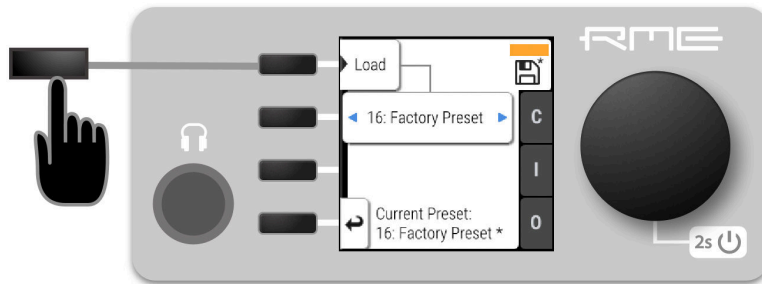 RME
Load
*
16: Factory Preset
C
I
Current Preset:
16: Factory Preset *
O
2s